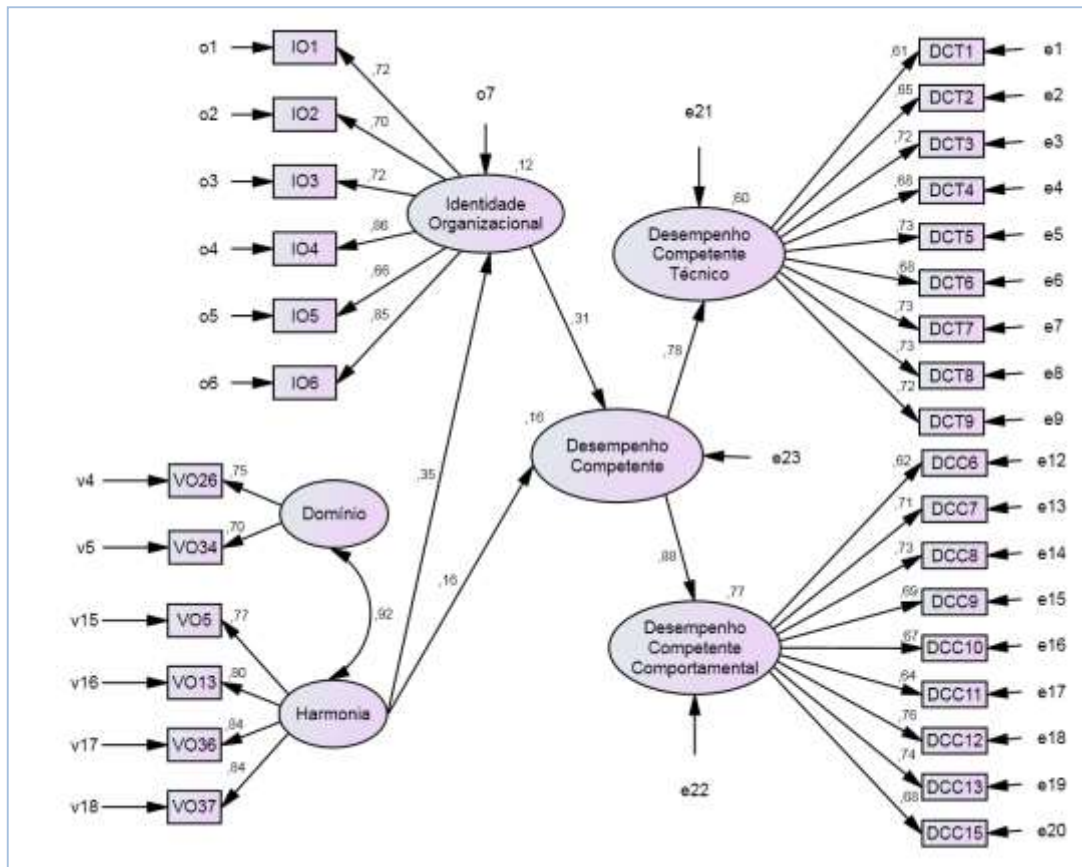 o1
IO1
,72
o2
IO2
,70
o3
IO3
,72
o4
IO4
,86
o5
IO5
,66
o6
IO6
,85
o7
,12
Identidade
Organizacional
,31
,35
,16
v4
VO26
,75
v5
VO34
,70
Domínio
,92
v15
VO5
,77
v16
VO13
,80
v17
VO36
,84
v18
VO37
,84
Harmonia
,16
Desempenho
Competente
e23
,78
,88
e21
,60
Desempenho
Competente
Técnico
,77
Desempenho
Competente
Comportamental
e22
,61
DCT1
e1
,65
DCT2
e2
,72
DCT3
e3
,68
DCT4
e4
,73
DCT5
e5
,68
DCT6
e6
,73
DCT7
e7
,73
DCT8
e8
,72
DCT9
e9
,62
DCC6
e12
,71
DCC7
e13
,73
DCC8
e14
,69
DCC9
e15
,67
DCC10
e16
,64
DCC11
e17
,76
DCC12
e18
,74
DCC13
e19
,68
DCC15
e20